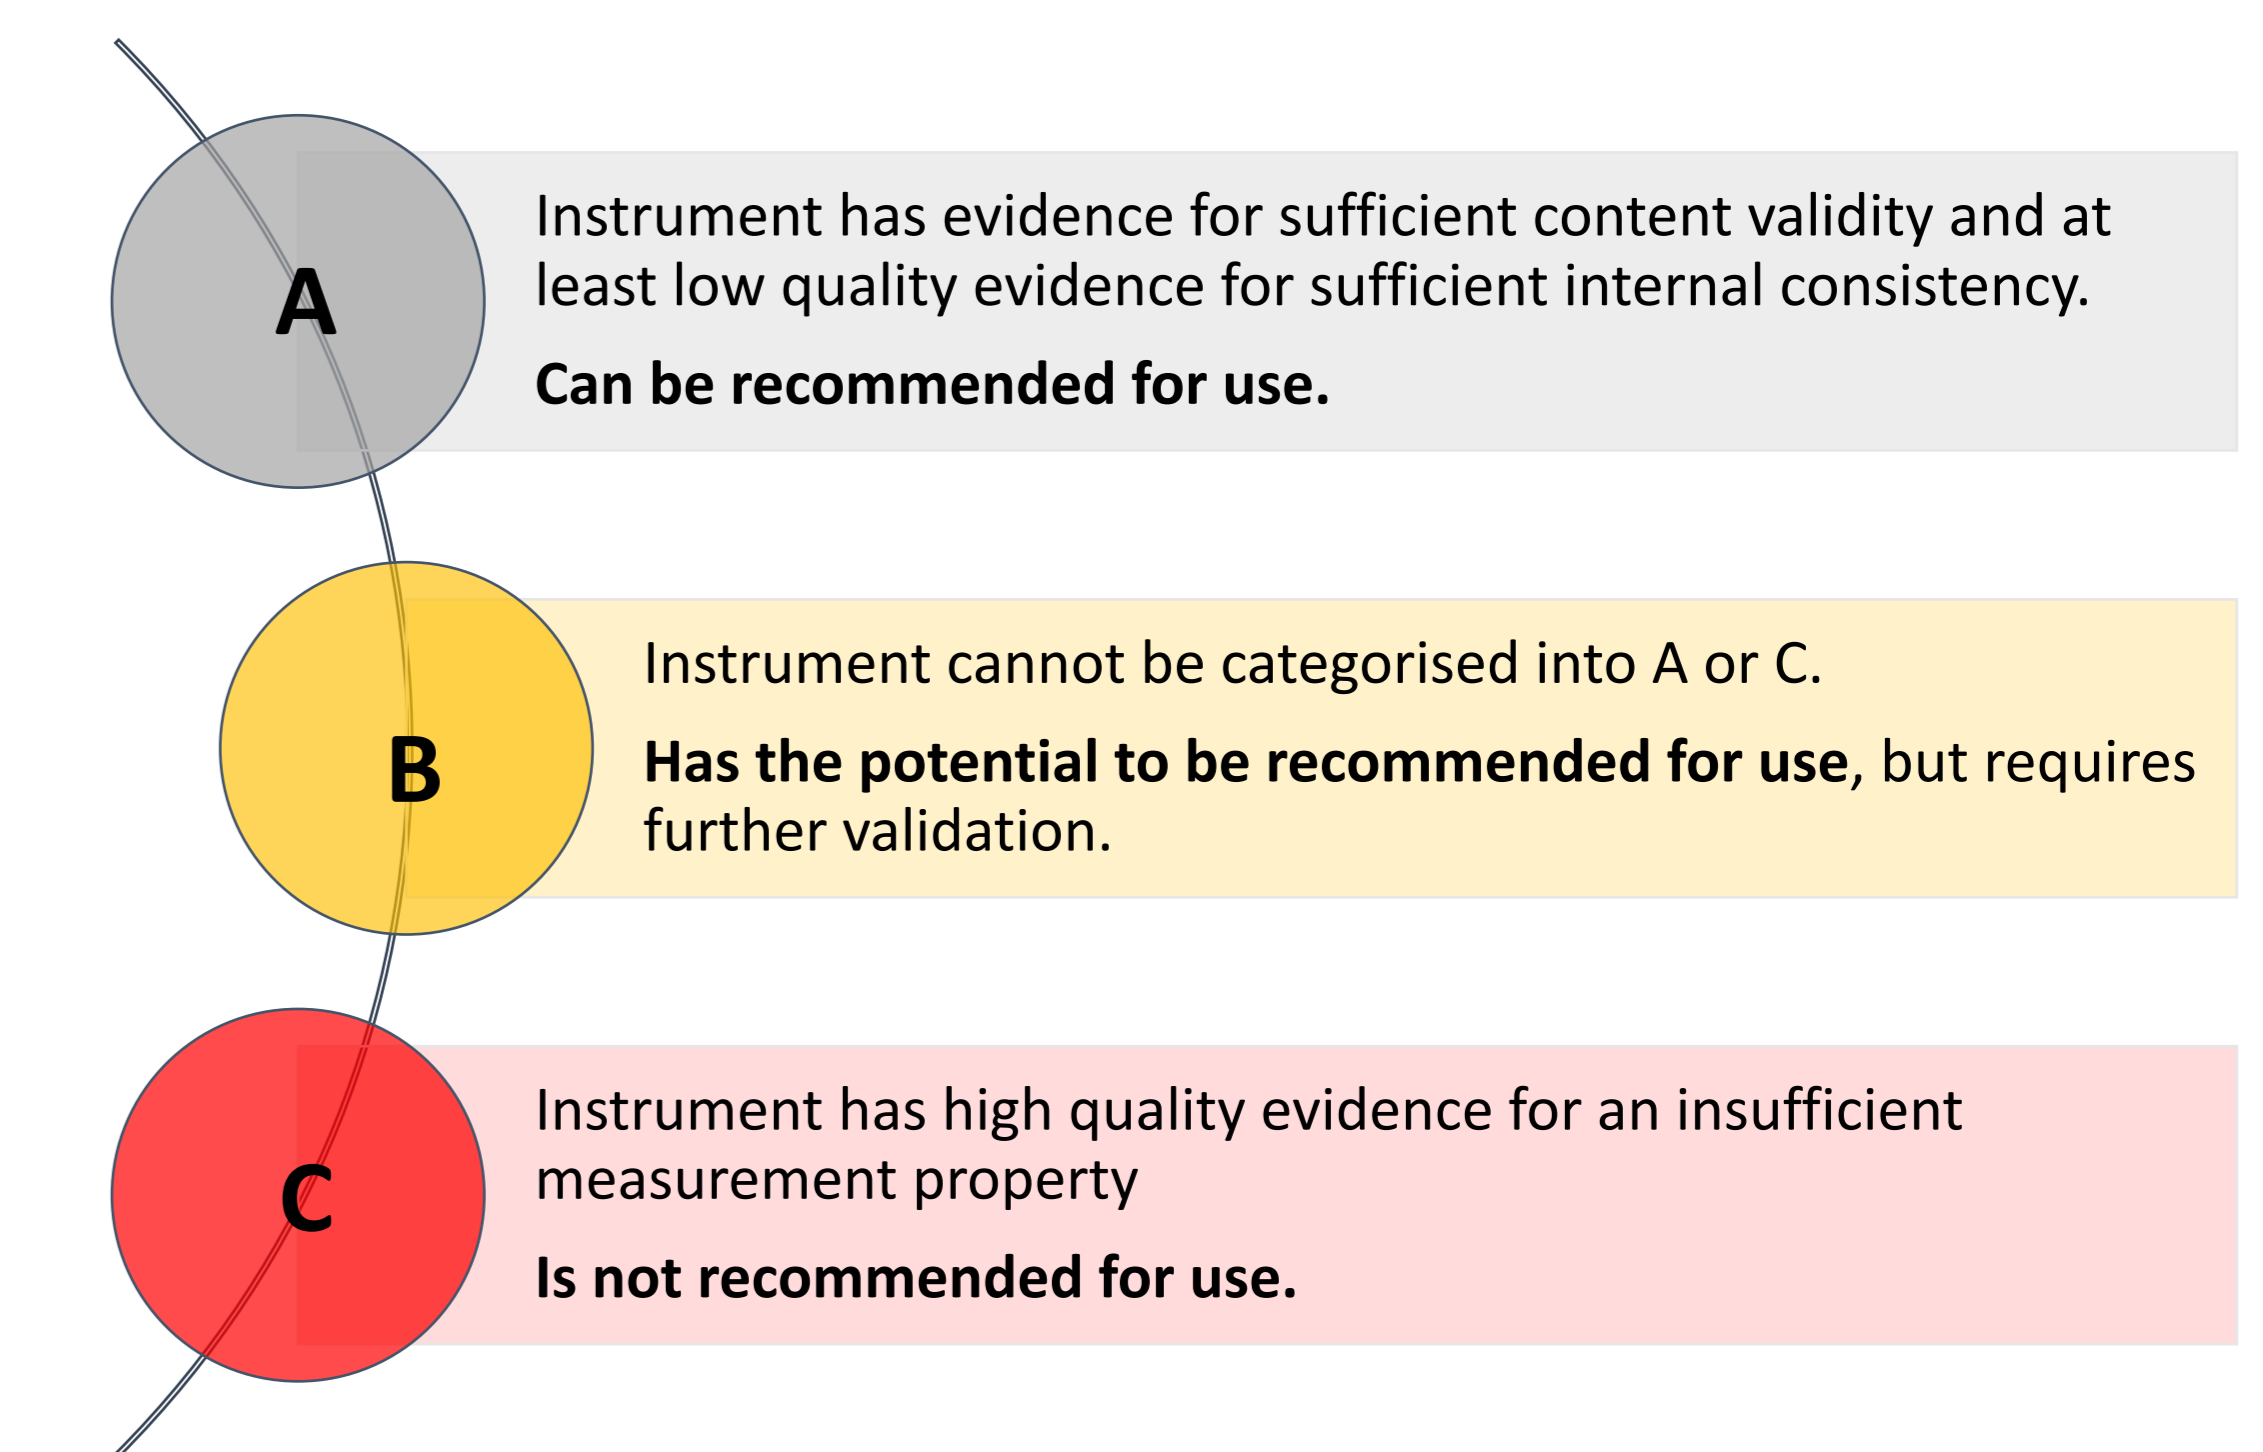 A
Instrument has evidence for sufficient content validity and at
least low quality evidence for sufficient internal consistency.
Can be recommended for use.
B
Instrument cannot be categorised into A or C.
Has the potential to be recommended for use, but requires
further validation.
C
Instrument has high quality evidence for an insufficient
measurement property
Is not recommended for use.